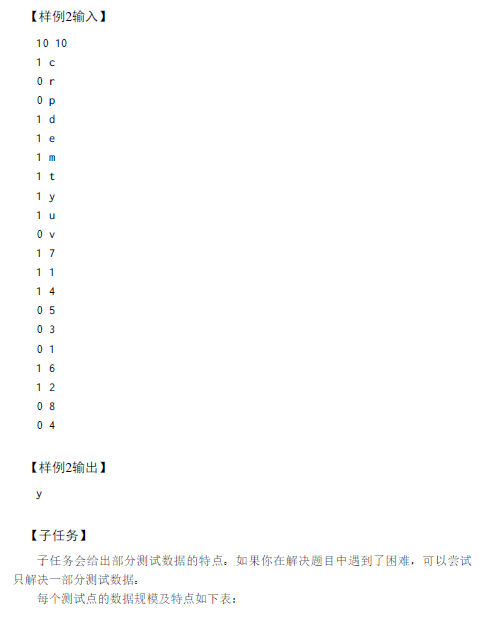 【样例2输入】
10 10
1 c
0 r
0 p
1 d
1 e
1 m
1 t
1 y
1 u
0 v
1 7
1 1
1 4
0 5
0 3
0 1
1 6
1 2
0 8
0 4
【样例2输出】
y
【子任务】
子任务会给出部分测试数据的特点。如果你在解决题目中遇到了困难，可以尝试
只解决一部分测试数据。
每个测试点的数据规模及特点如下表：